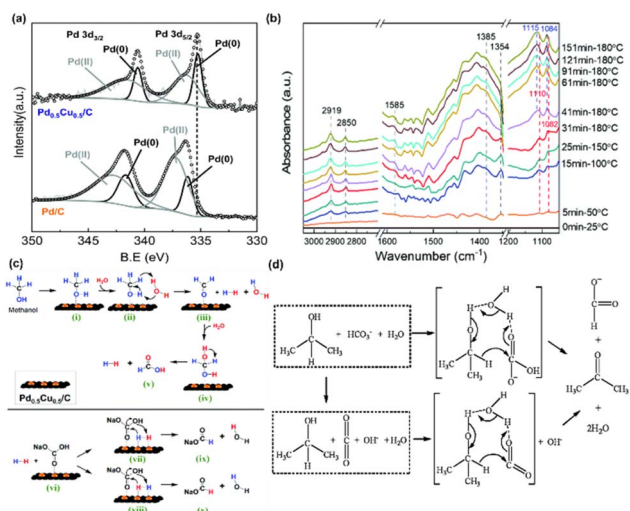 (a)
Pd 3d3/2 Pd 3d5/2
Pd(II)
Pd(0)
Pd(II)
Pd(0)
Pd0.5Cu0.5/C
Pd(II)
Pd(II)
Pd(0)
Pd(0)
Pd/C
Intensity(a.u.)
350 345 340 335 330
B.E (eV)
(b)
1115 1084
1385
1354
151min-180°C
121min-180°C
91min-180°C
61min-180°C
2919
2850
1585
1110
41min-180°C
1082
31min-180°C
25min-150°C
15min-100°C
5min-50°C
0min-25°C
Absorbance (a.u.)
3000 2900 2800 1600 1500 1400 1300 1200 1100
Wavenumber (cm-1)
(c)
Methanol
H2O
(i) (ii) (iii)
H2O
(v) (iv)
Pd0.5Cu0.5/C
(vi)
(vii) (ix)
(viii) (x)
(d)
OH
H3C CH3
H
+ HCO3- + H2O
OH
H3C CH3
H
+ OH- + H2O
+ OH-
+
H3C CH3
+
2H2O